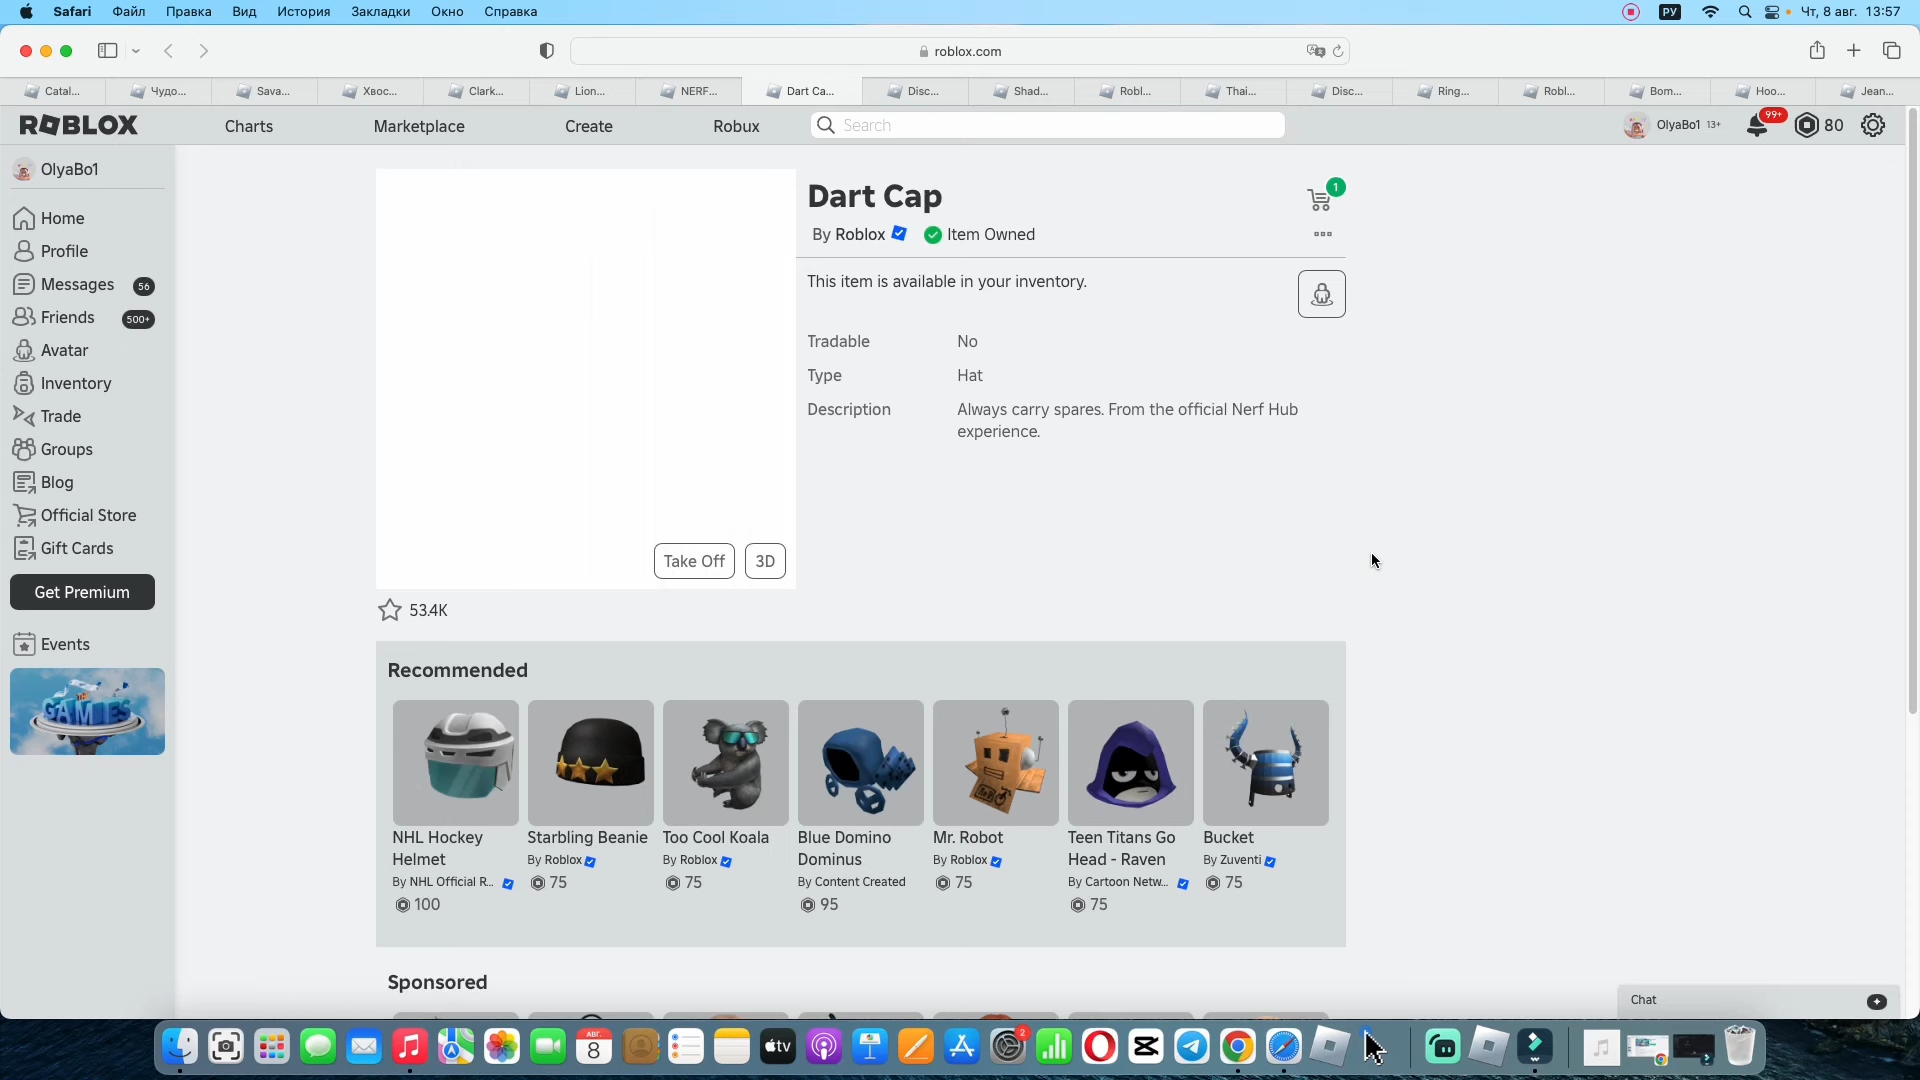 Safari Файл Правка Вид История Закладки Окно Справка РУ Чт, 8 авг. 13:57
roblox.com
Catal... Чудо... Sava... Хвос... Clark... Lion... NERF... Dart Ca... Disc... Shad... Robl... Thai... Disc... Ring... Robl... Bom... Hoo... Jean...
ROBLOX Charts Marketplace Create Robux Search OlyaBo1 13+ 99+ 80
OlyaBo1
Home
Profile
Messages 56
Friends 500+
Avatar
Inventory
Trade
Groups
Blog
Official Store
Gift Cards
Get Premium
Events
GAMES
Dart Cap
1
By Roblox Item Owned
This item is available in your inventory.
Tradable No
Type Hat
Description Always carry spares. From the official Nerf Hub
experience.
Take Off 3D
53.4K
Recommended
NHL Hockey
Helmet
By NHL Official R...
100
Starbling Beanie
By Roblox
75
Too Cool Koala
By Roblox
75
Blue Domino
Dominus
By Content Created
95
Mr. Robot
By Roblox
75
Teen Titans Go
Head - Raven
By Cartoon Netw...
75
Bucket
By Zuventi
75
Sponsored
Chat
АВГ.
8
tv
2